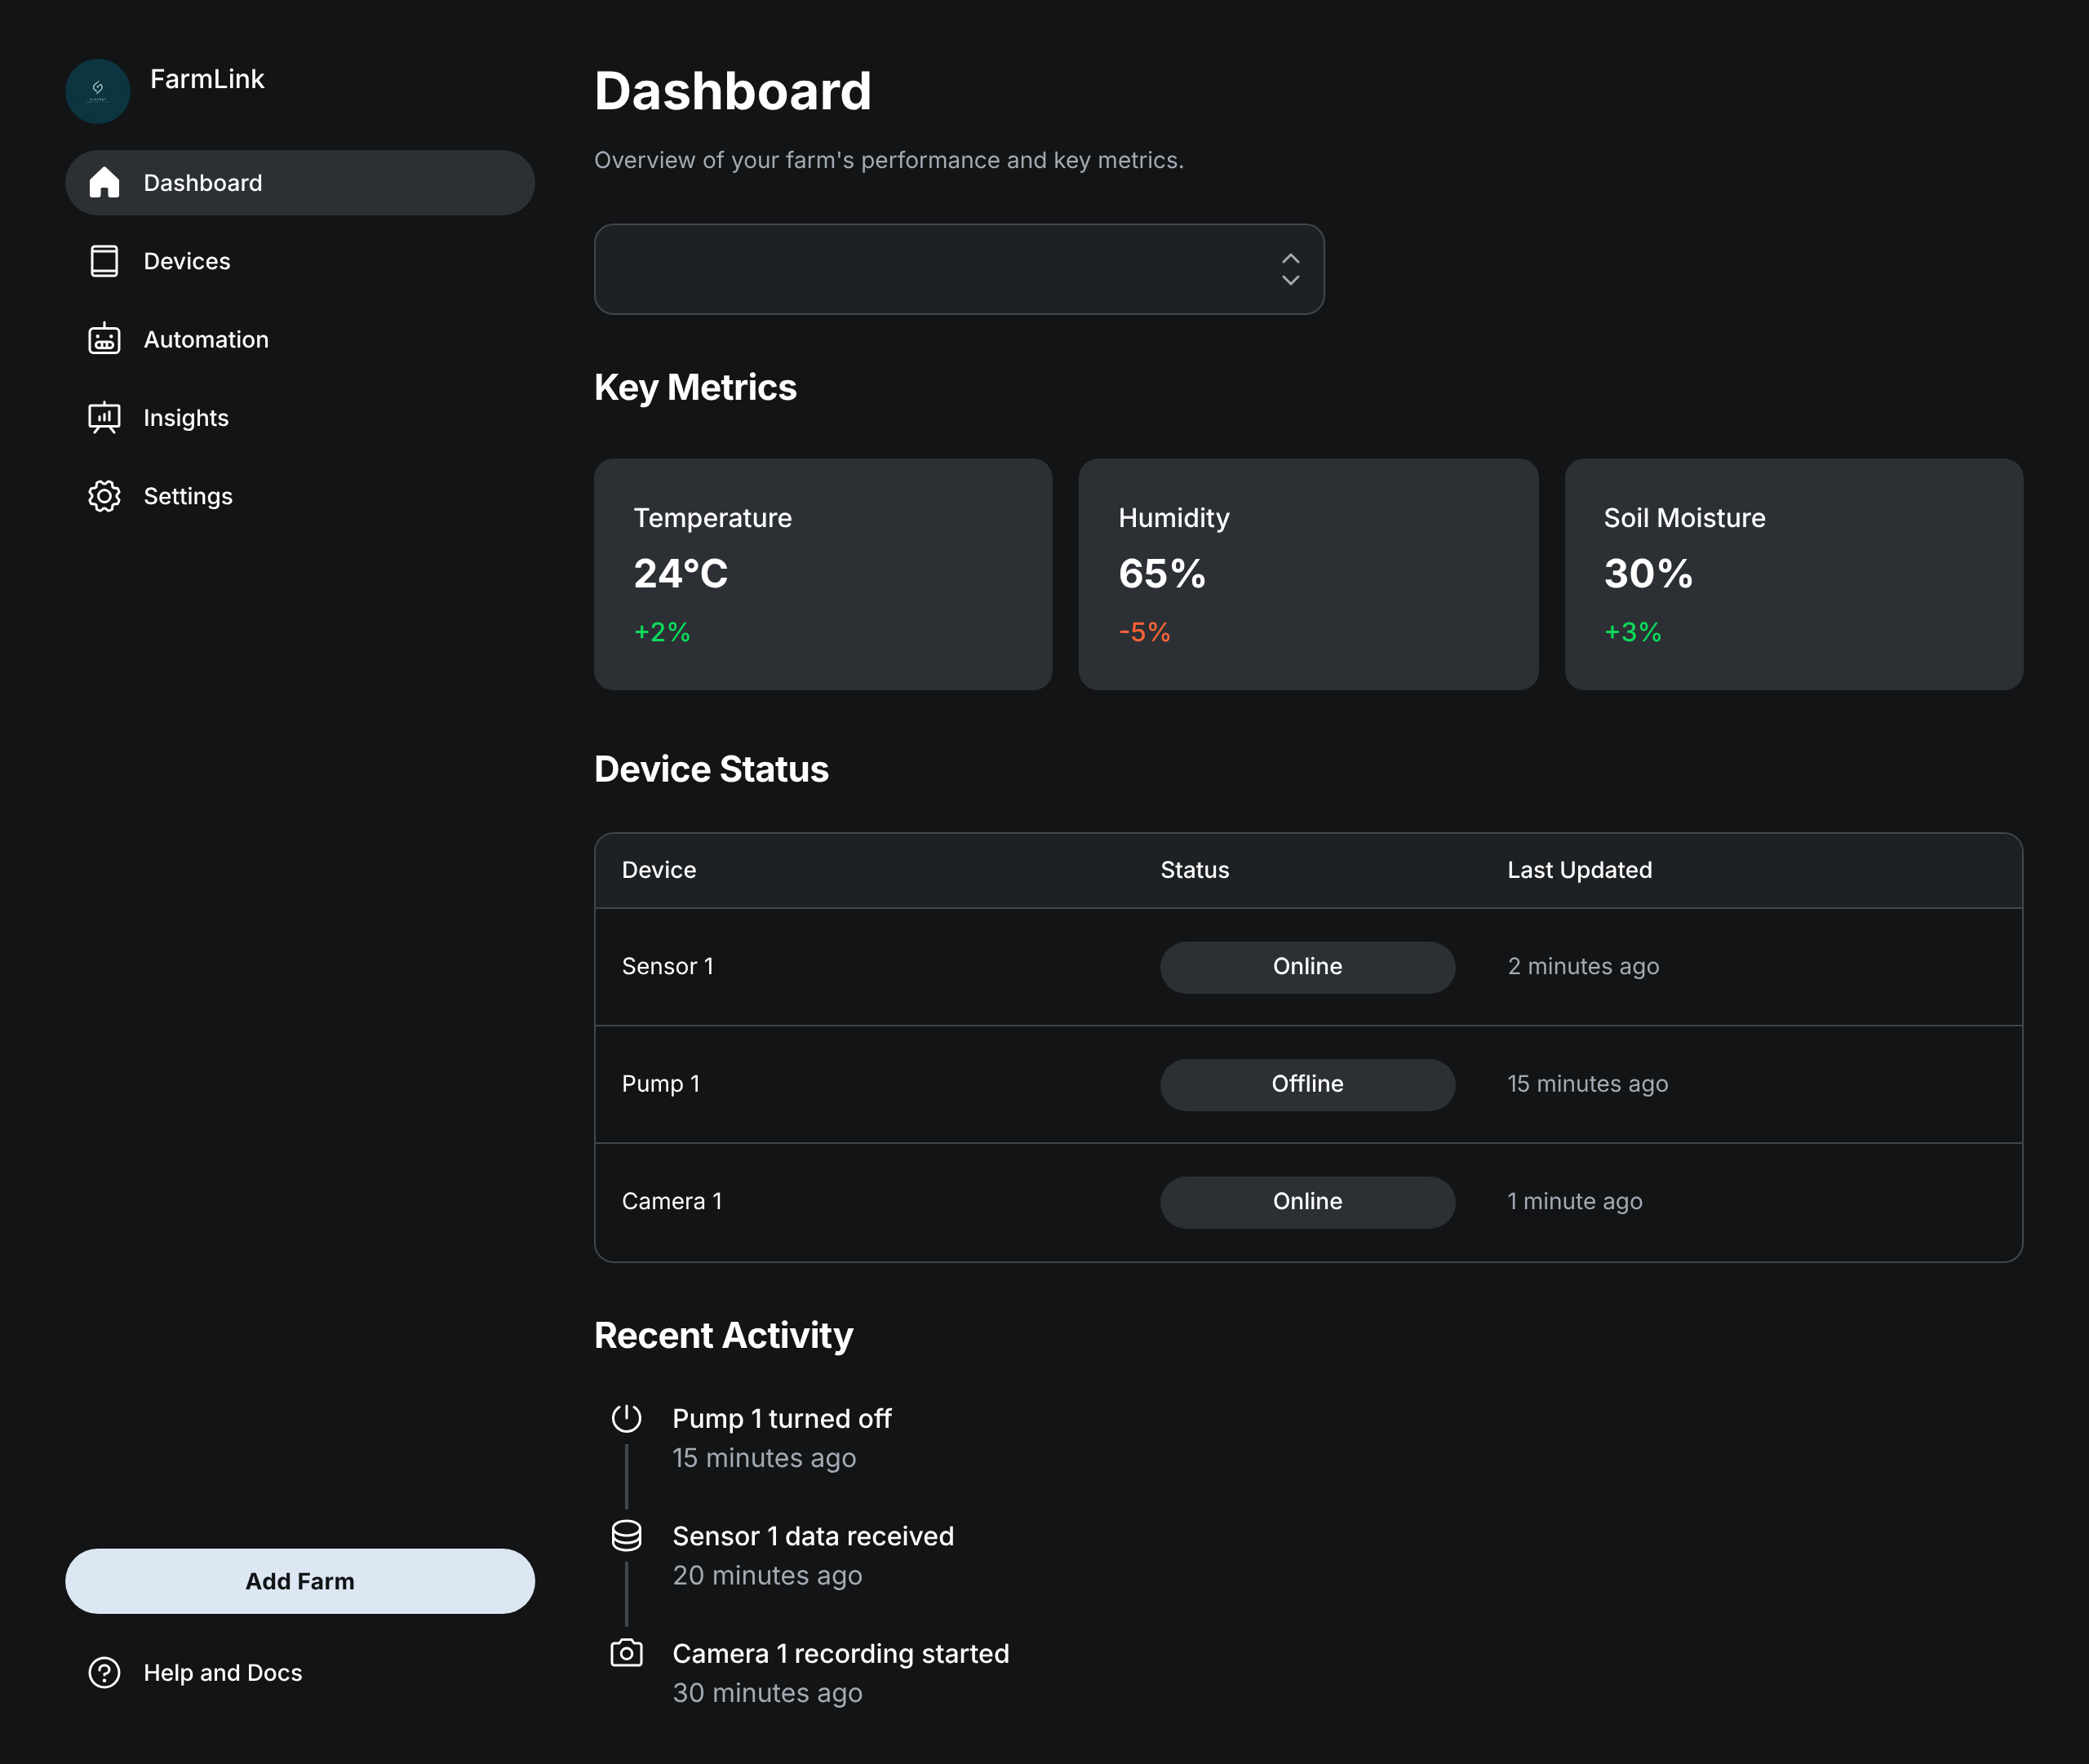 FarmLink
Dashboard
Devices
Automation
Insights
Settings
Add Farm
Help and Docs
Dashboard
Overview of your farm's performance and key metrics.
Key Metrics
Temperature
24°C
+2%
Humidity
65%
-5%
Soil Moisture
30%
+3%
Device Status
Device Status Last Updated
Sensor 1 Online 2 minutes ago
Pump 1 Offline 15 minutes ago
Camera 1 Online 1 minute ago
Recent Activity
Pump 1 turned off
15 minutes ago
Sensor 1 data received
20 minutes ago
Camera 1 recording started
30 minutes ago